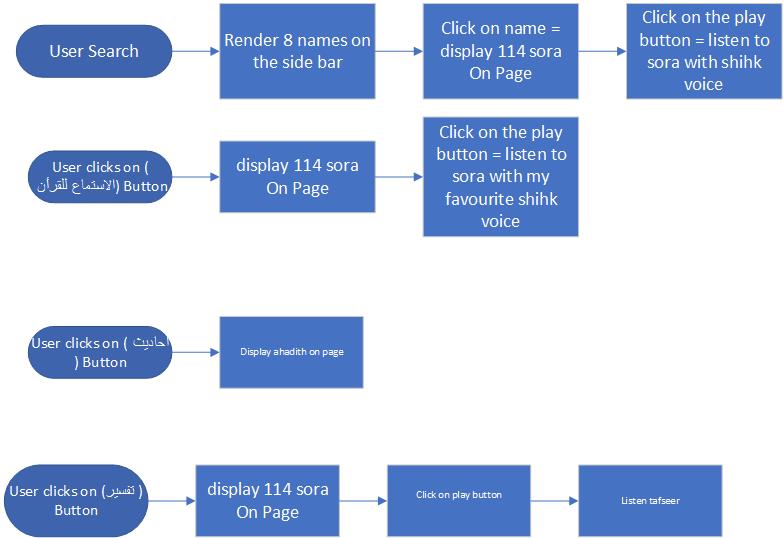 User Search
Render 8 names on
the side bar
Click on name =
display 114 sora
On Page
Click on the play
button = listen to
sora with shihk
voice
User clicks on (
الاستماع للقرأن) Button
display 114 sora
On Page
Click on the play
button = listen to
sora with my
favourite shihk
voice
User clicks on ( احاديث
) Button
Display ahadith on page
User clicks on (تفسير )
Button
display 114 sora
On Page
Click on play button
Listen tafseer